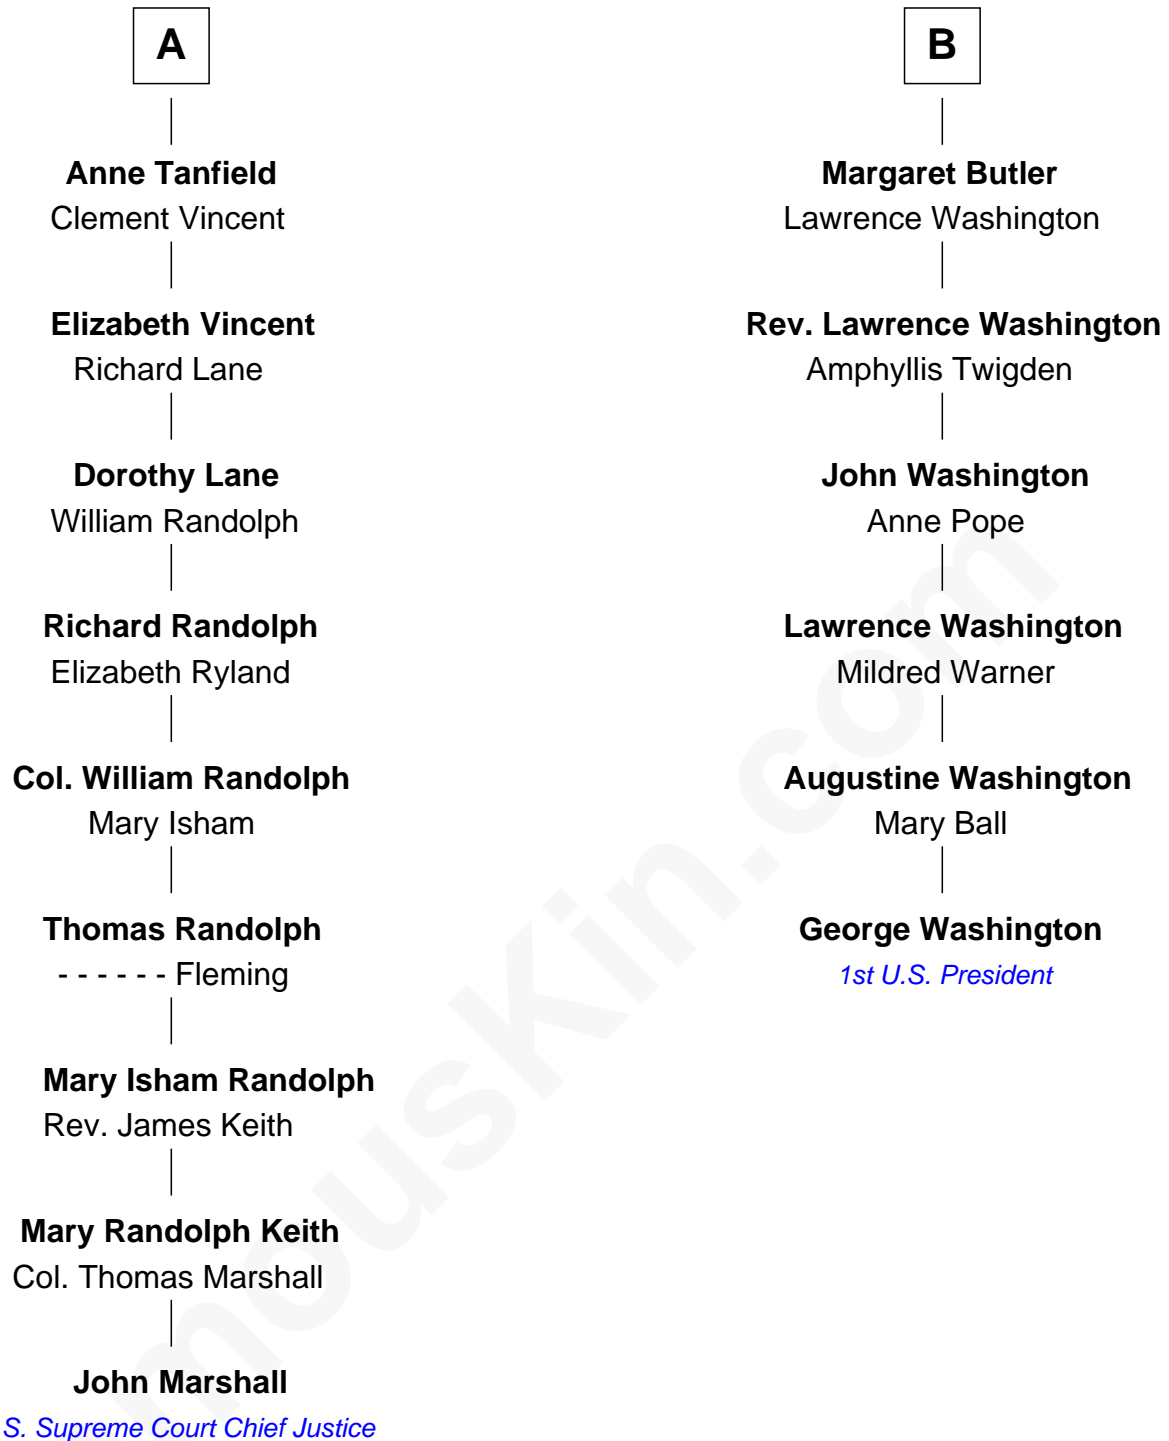 A
Anne Tanfield
Clement Vincent
Elizabeth Vincent
Richard Lane
Dorothy Lane
William Randolph
Richard Randolph
Elizabeth Ryland
Col. William Randolph
Mary Isham
Thomas Randolph
- - - - - - Fleming
Mary Isham Randolph
Rev. James Keith
Mary Randolph Keith
Col. Thomas Marshall
John Marshall
S. Supreme Court Chief Justice
B
Margaret Butler
Lawrence Washington
Rev. Lawrence Washington
Amphyllis Twigden
John Washington
Anne Pope
Lawrence Washington
Mildred Warner
Augustine Washington
Mary Ball
George Washington
1st U.S. President
mousKin.com